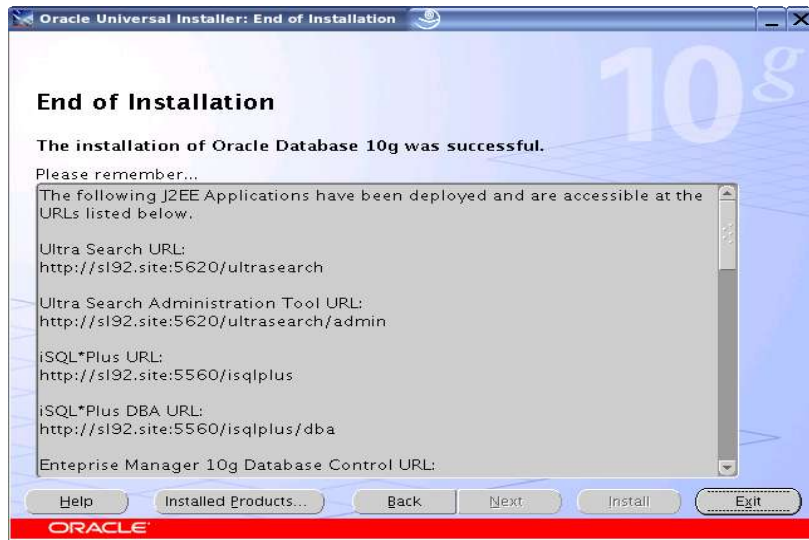 Oracle Universal Installer: End of Installation
10g
End of Installation
The installation of Oracle Database 10g was successful.
Please remember...
The following J2EE Applications have been deployed and are accessible at the
URLs listed below.
Ultra Search URL:
http://sl92.site:5620/ultrasearch
Ultra Search Administration Tool URL:
http://sl92.site:5620/ultrasearch/admin
iSQL*Plus URL:
http://sl92.site:5560/isqlplus
iSQL*Plus DBA URL:
http://sl92.site:5560/isqlplus/dba
Enteprise Manager 10g Database Control URL:
Help Installed Products... Back Next Install Exit
ORACLE